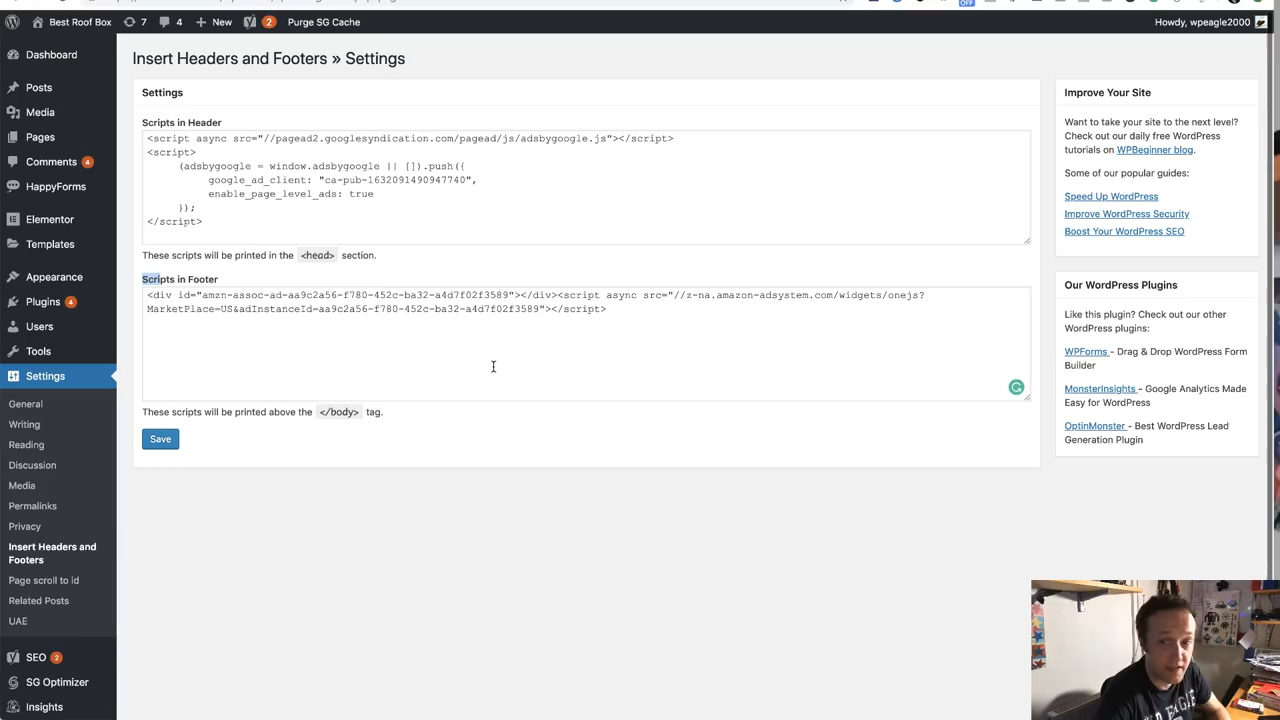 Best Roof Box 7 4 New 2 Purge SG Cache Howdy, wpeagle2000
OFF
Dashboard
Posts
Media
Pages
Comments 4
HappyForms
Elementor
Templates
Appearance
Plugins 4
Users
Tools
Settings
General
Writing
Reading
Discussion
Media
Permalinks
Privacy
Insert Headers and
Footers
Page scroll to id
Related Posts
UAE
SEO 2
SG Optimizer
Insights
Insert Headers and Footers » Settings
Settings
Scripts in Header
<script async src="//pagead2.googlesyndication.com/pagead/js/adsbygoogle.js"></script>
<script>
(adsbygoogle = window.adsbygoogle || []).push({
google_ad_client: "ca-pub-1632091490947740",
enable_page_level_ads: true
});
</script>
These scripts will be printed in the <head> section.
Scripts in Footer
<div id="amzn-assoc-ad-aa9c2a56-f780-452c-ba32-a4d7f02f3589"></div><script async src="//z-na.amazon-adsystem.com/widgets/onejs?
MarketPlace=US&adInstanceId=aa9c2a56-f780-452c-ba32-a4d7f02f3589"></script>
These scripts will be printed above the </body> tag.
Save
Improve Your Site
Want to take your site to the next level?
Check out our daily free WordPress
tutorials on WPBeginner blog.
Some of our popular guides:
Speed Up WordPress
Improve WordPress Security
Boost Your WordPress SEO
Our WordPress Plugins
Like this plugin? Check out our other
WordPress plugins:
WPForms - Drag & Drop WordPress Form
Builder
MonsterInsights - Google Analytics Made
Easy for WordPress
OptinMonster - Best WordPress Lead
Generation Plugin